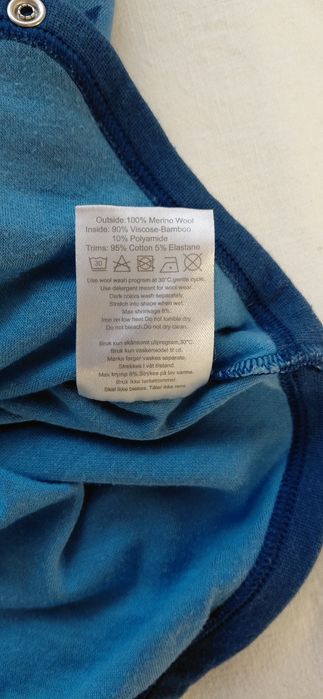 Outside:100% Merino Wool
Inside: 90% Viscose-Bamboo
10% Polyamide
Trims: 95% Cotton 5% Elastane
30
Use wool wash program at 30°C,gentle cycle.
Use detergent meant for wool wear.
Dark colors wash separately.
Stretch into shape when wet.
Max shrinkage 8%.
Iron on low heat.Do not tumble dry.
Do not bleach.Do not dry clean.
Bruk kun skånsomt ullprogram,30°C.
Bruk kun vaskemiddel til ull.
Mørke farger vaskes separate.
Strekkes i våt tilstand
Max krymp 8%.Strykes på lav varme.
Ikke tørketrommel.
Skal ikke blekes. Tåler ikke rens.